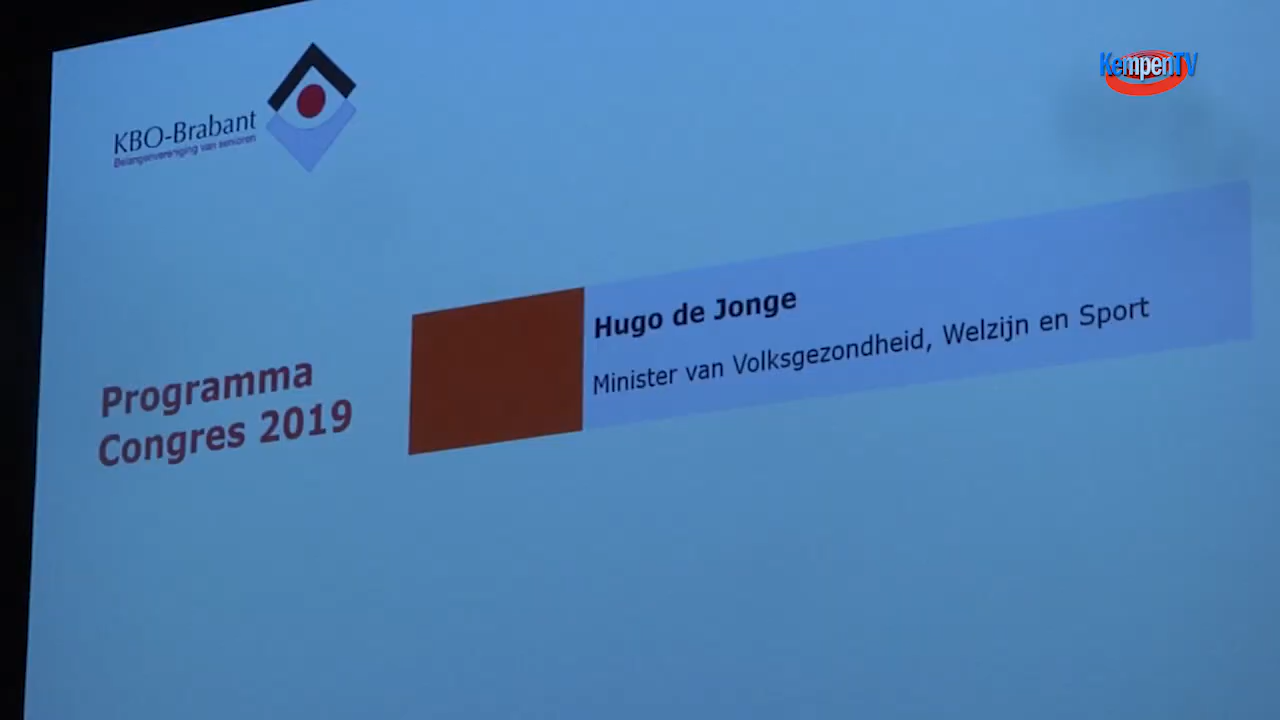 KempenTV
KBO-Brabant
Belangenvereniging van senioren
Hugo de Jonge
Minister van Volksgezondheid, Welzijn en Sport
Programma
Congres 2019